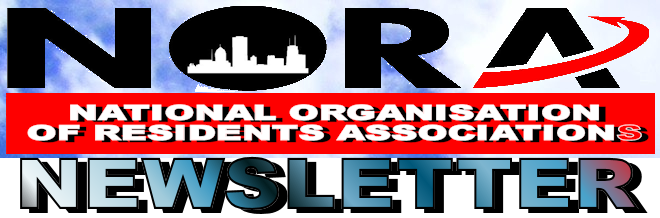 NORA
NATIONAL ORGANISATION
OF RESIDENTS ASSOCIATIONS
NEWSLETTER